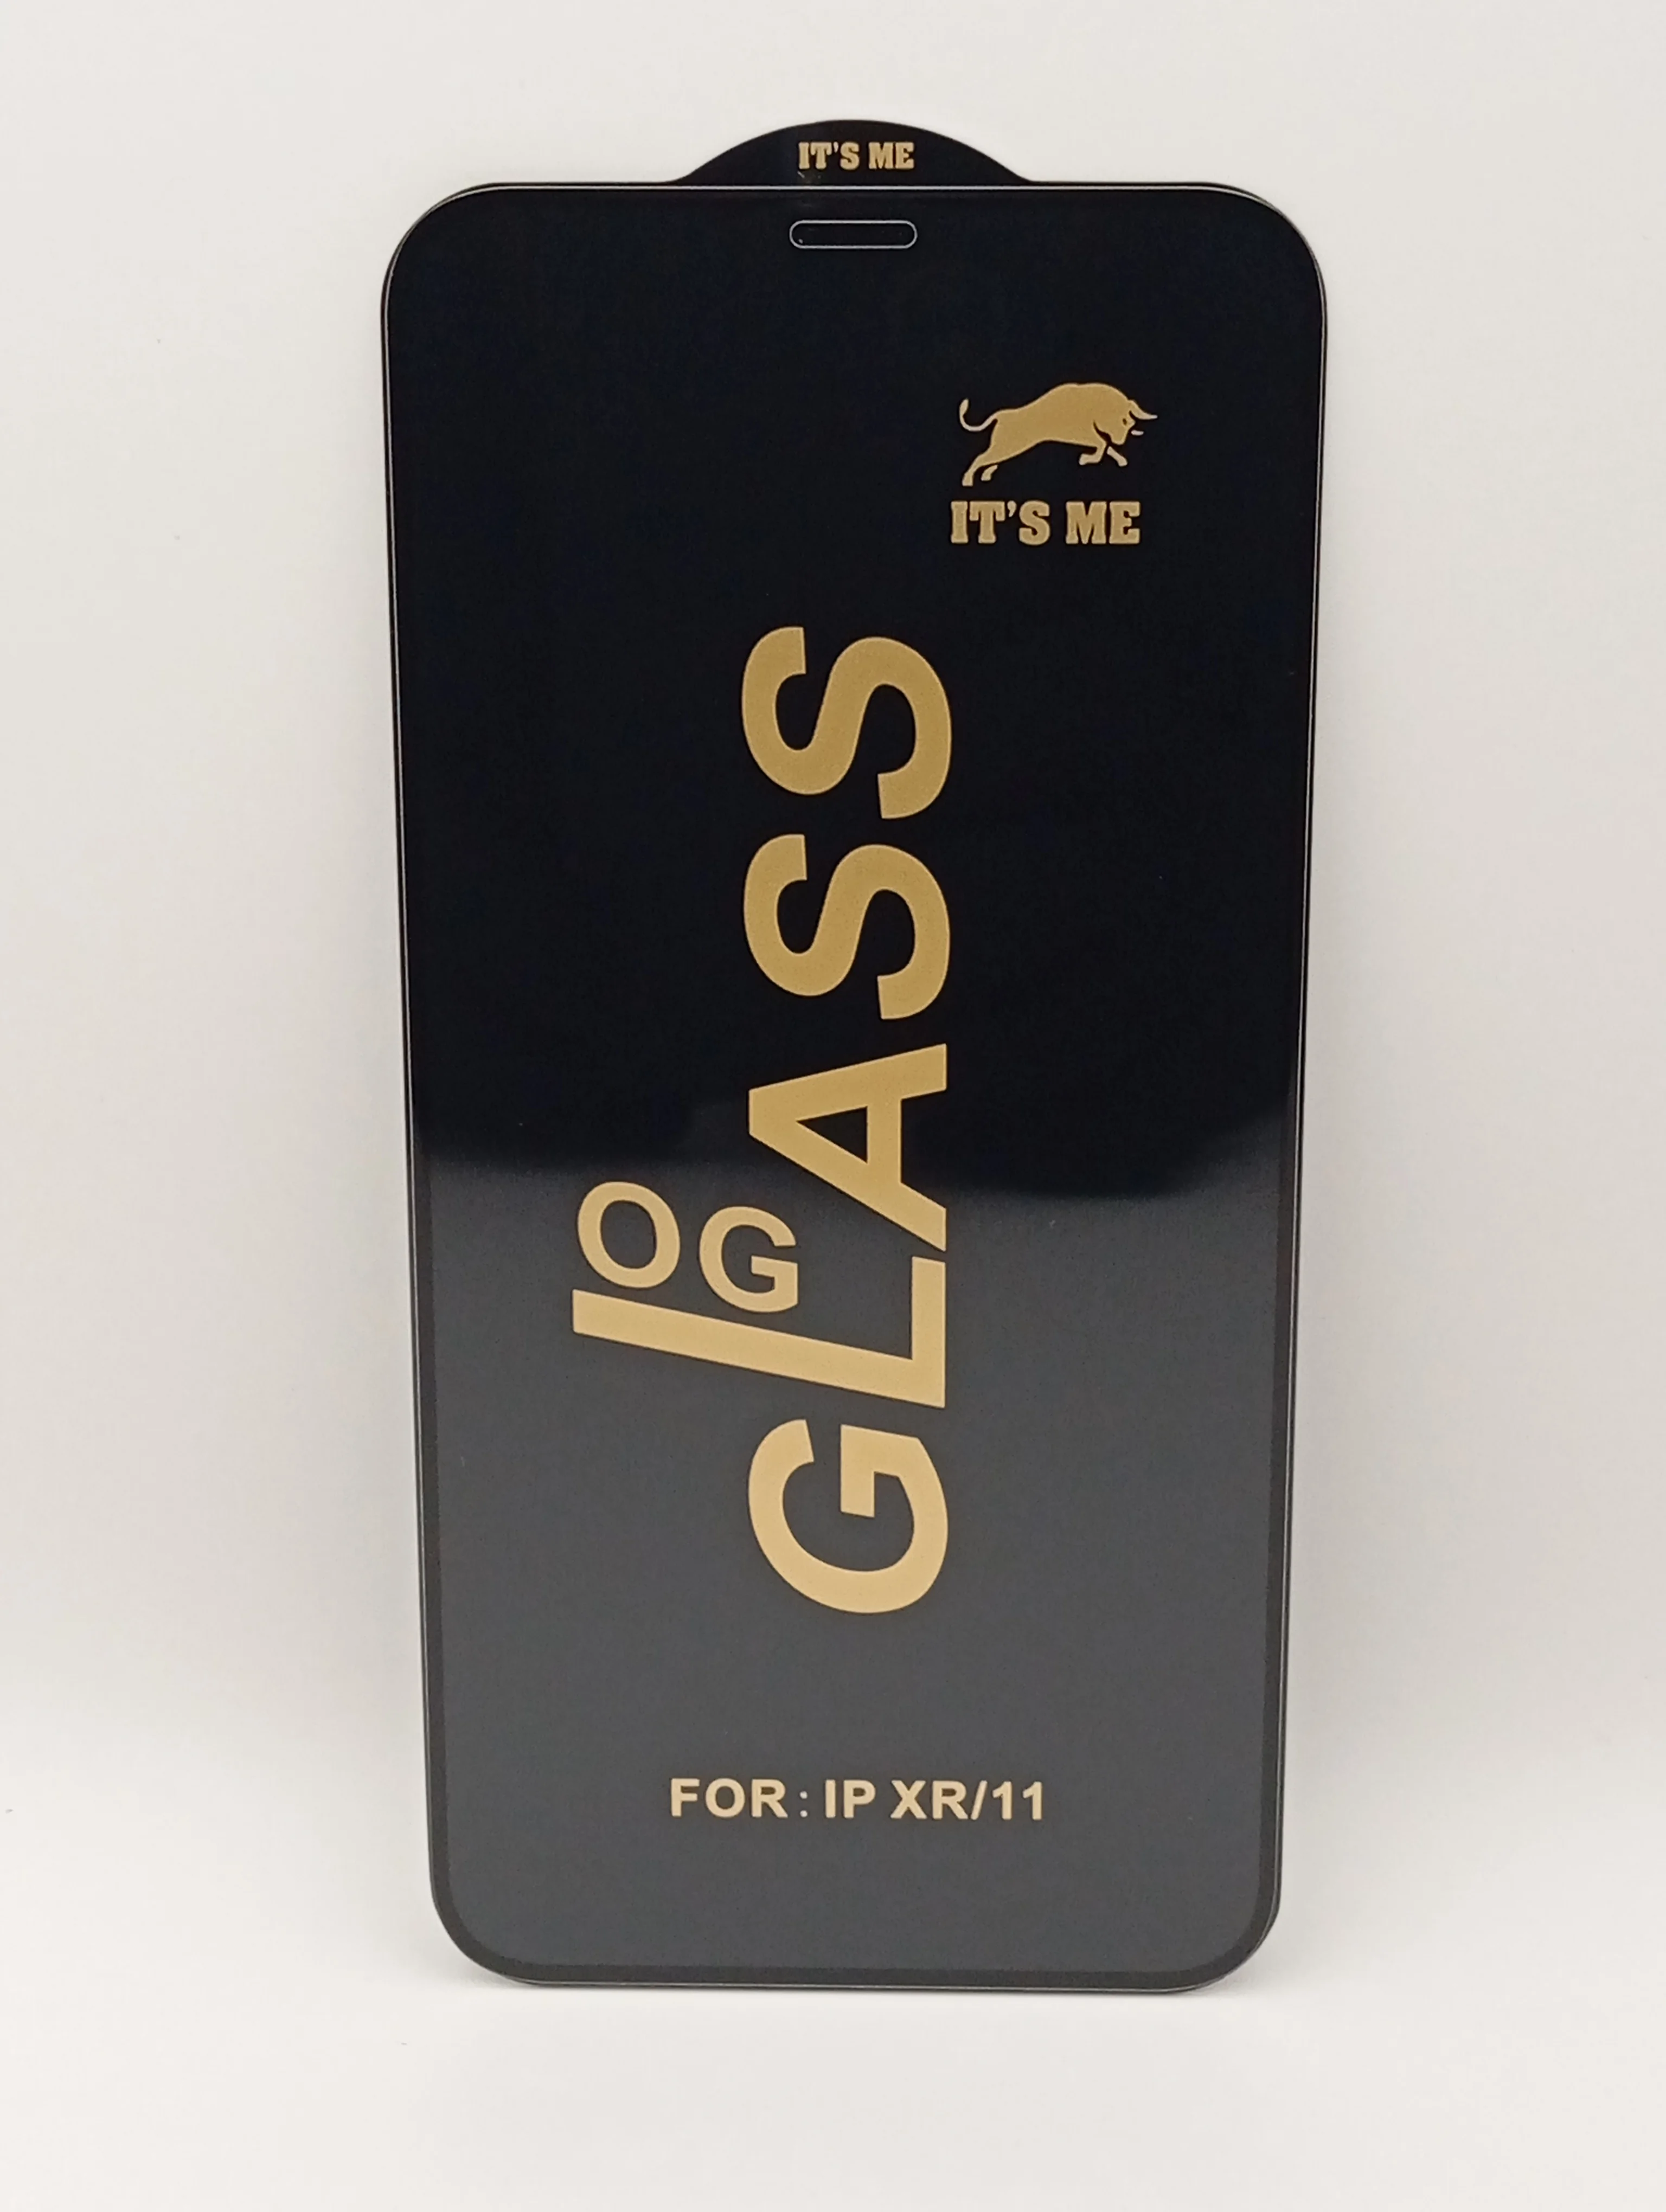 IT'S ME
IT'S ME
OG
GLASS
FOR : IP XR/11